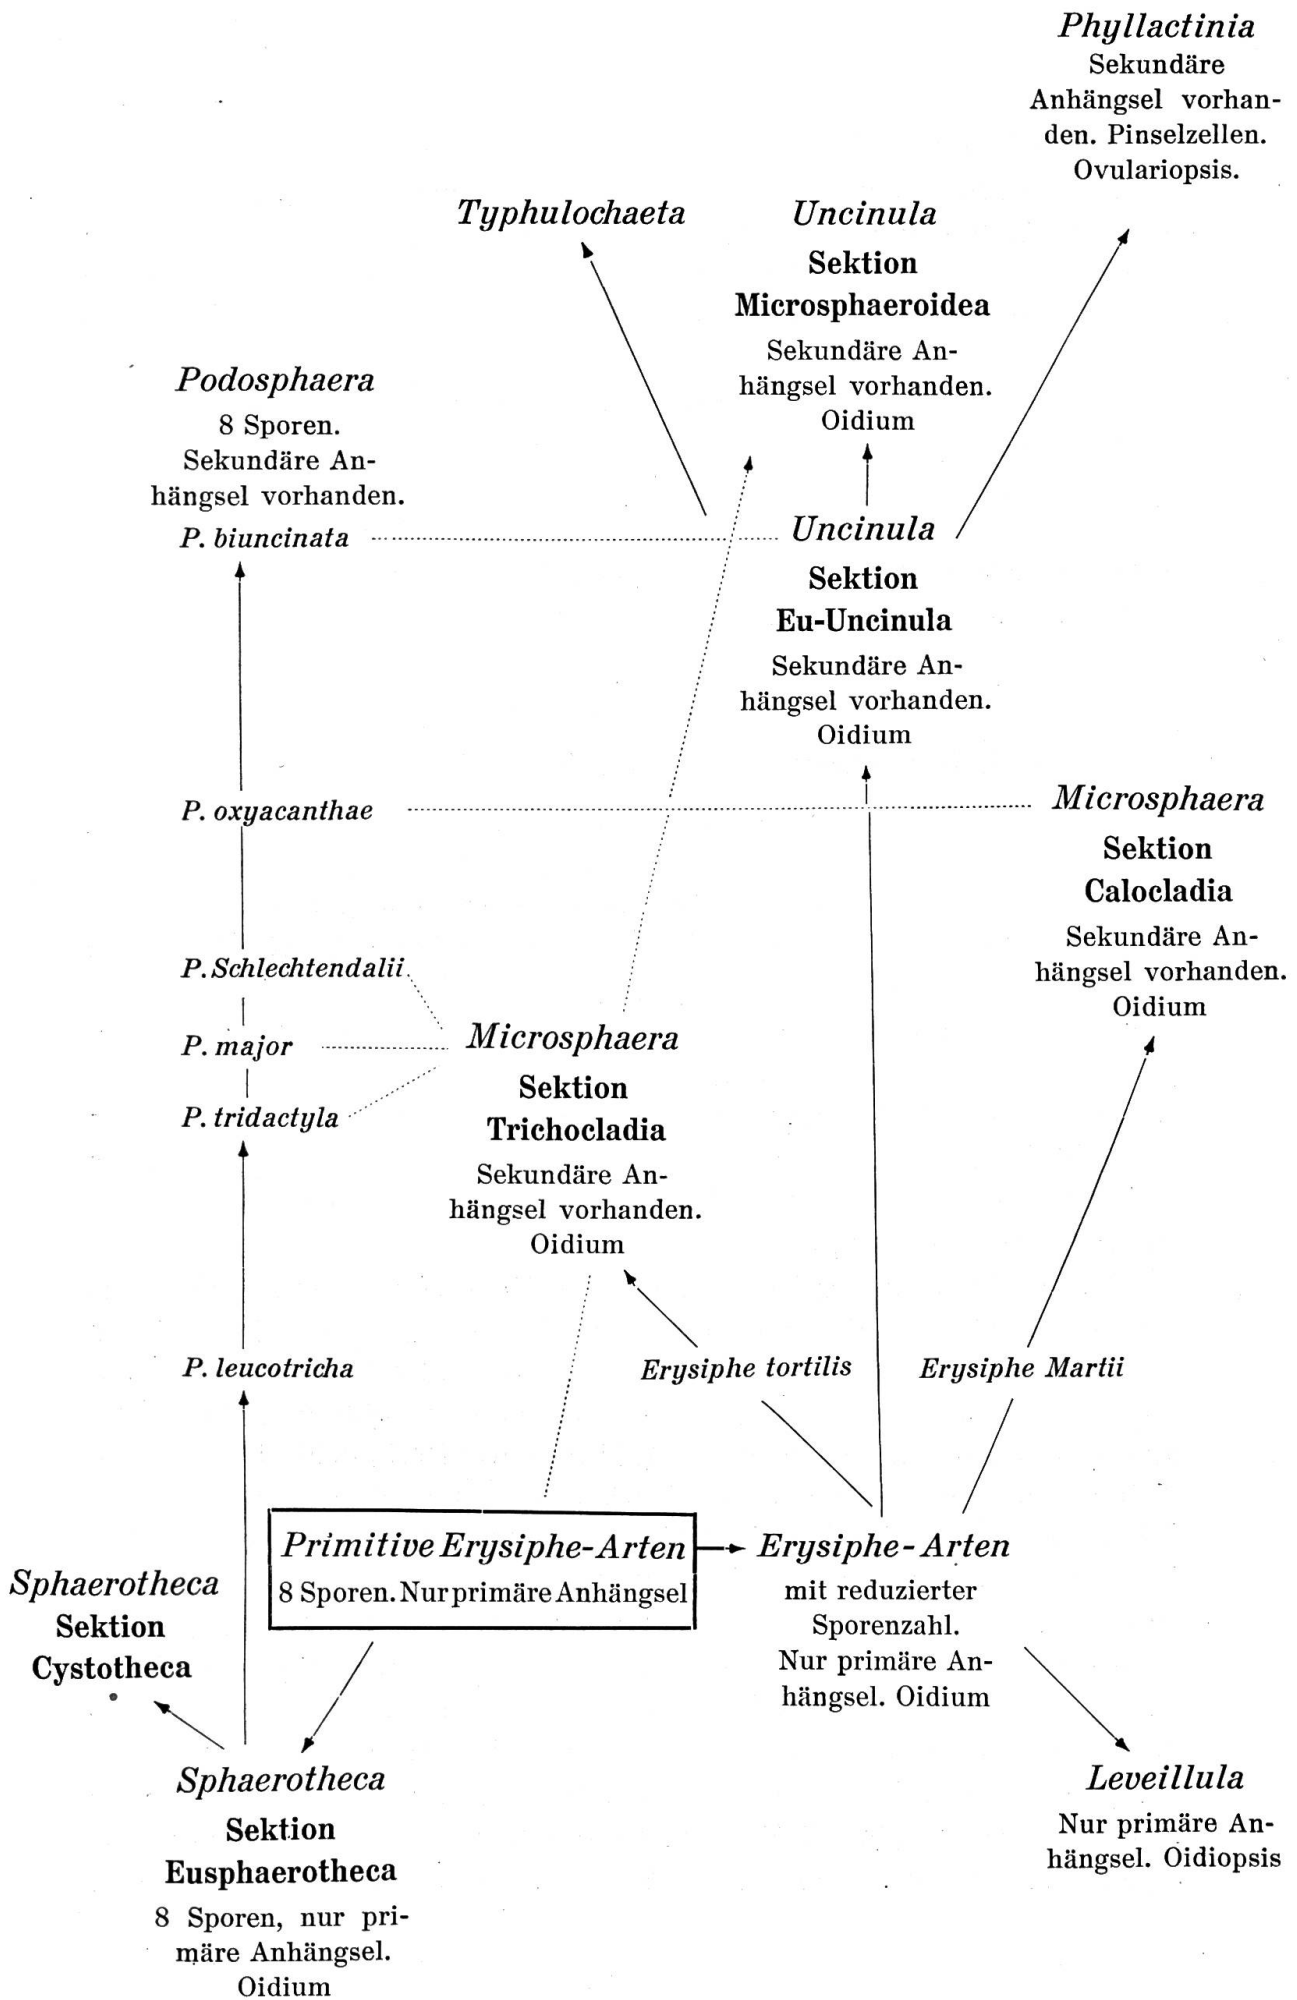 Phyllactinia
Sekundäre
Anhängsel vorhan-
den. Pinselzellen.
Ovulariopsis.
Typhulochaeta
Uncinula
Sektion
Microsphaeroidea
Sekundäre An-
hängsel vorhanden.
Oidium
Podosphaera
8 Sporen.
Sekundäre An-
hängsel vorhanden.
P. biuncinata
Uncinula
Sektion
Eu-Uncinula
Sekundäre An-
hängsel vorhanden.
Oidium
P. oxyacanthae
Microsphaera
Sektion
Calocladia
Sekundäre An-
hängsel vorhanden.
Oidium
P. Schlechtendalii
P. major
P. tridactyla
Microsphaera
Sektion
Trichocladia
Sekundäre An-
hängsel vorhanden.
Oidium
P. leucotricha
Erysiphe tortilis
Erysiphe Martii
Primitive Erysiphe-Arten
8 Sporen. Nur primäre Anhängsel
Erysiphe-Arten
mit reduzierter
Sporenzahl.
Nur primäre An-
hängsel. Oidium
Sphaerotheca
Sektion
Cystotheca
Sphaerotheca
Sektion
Eusphaerotheca
8 Sporen, nur pri-
märe Anhängsel.
Oidium
Leveillula
Nur primäre An-
hängsel. Oidiopsis